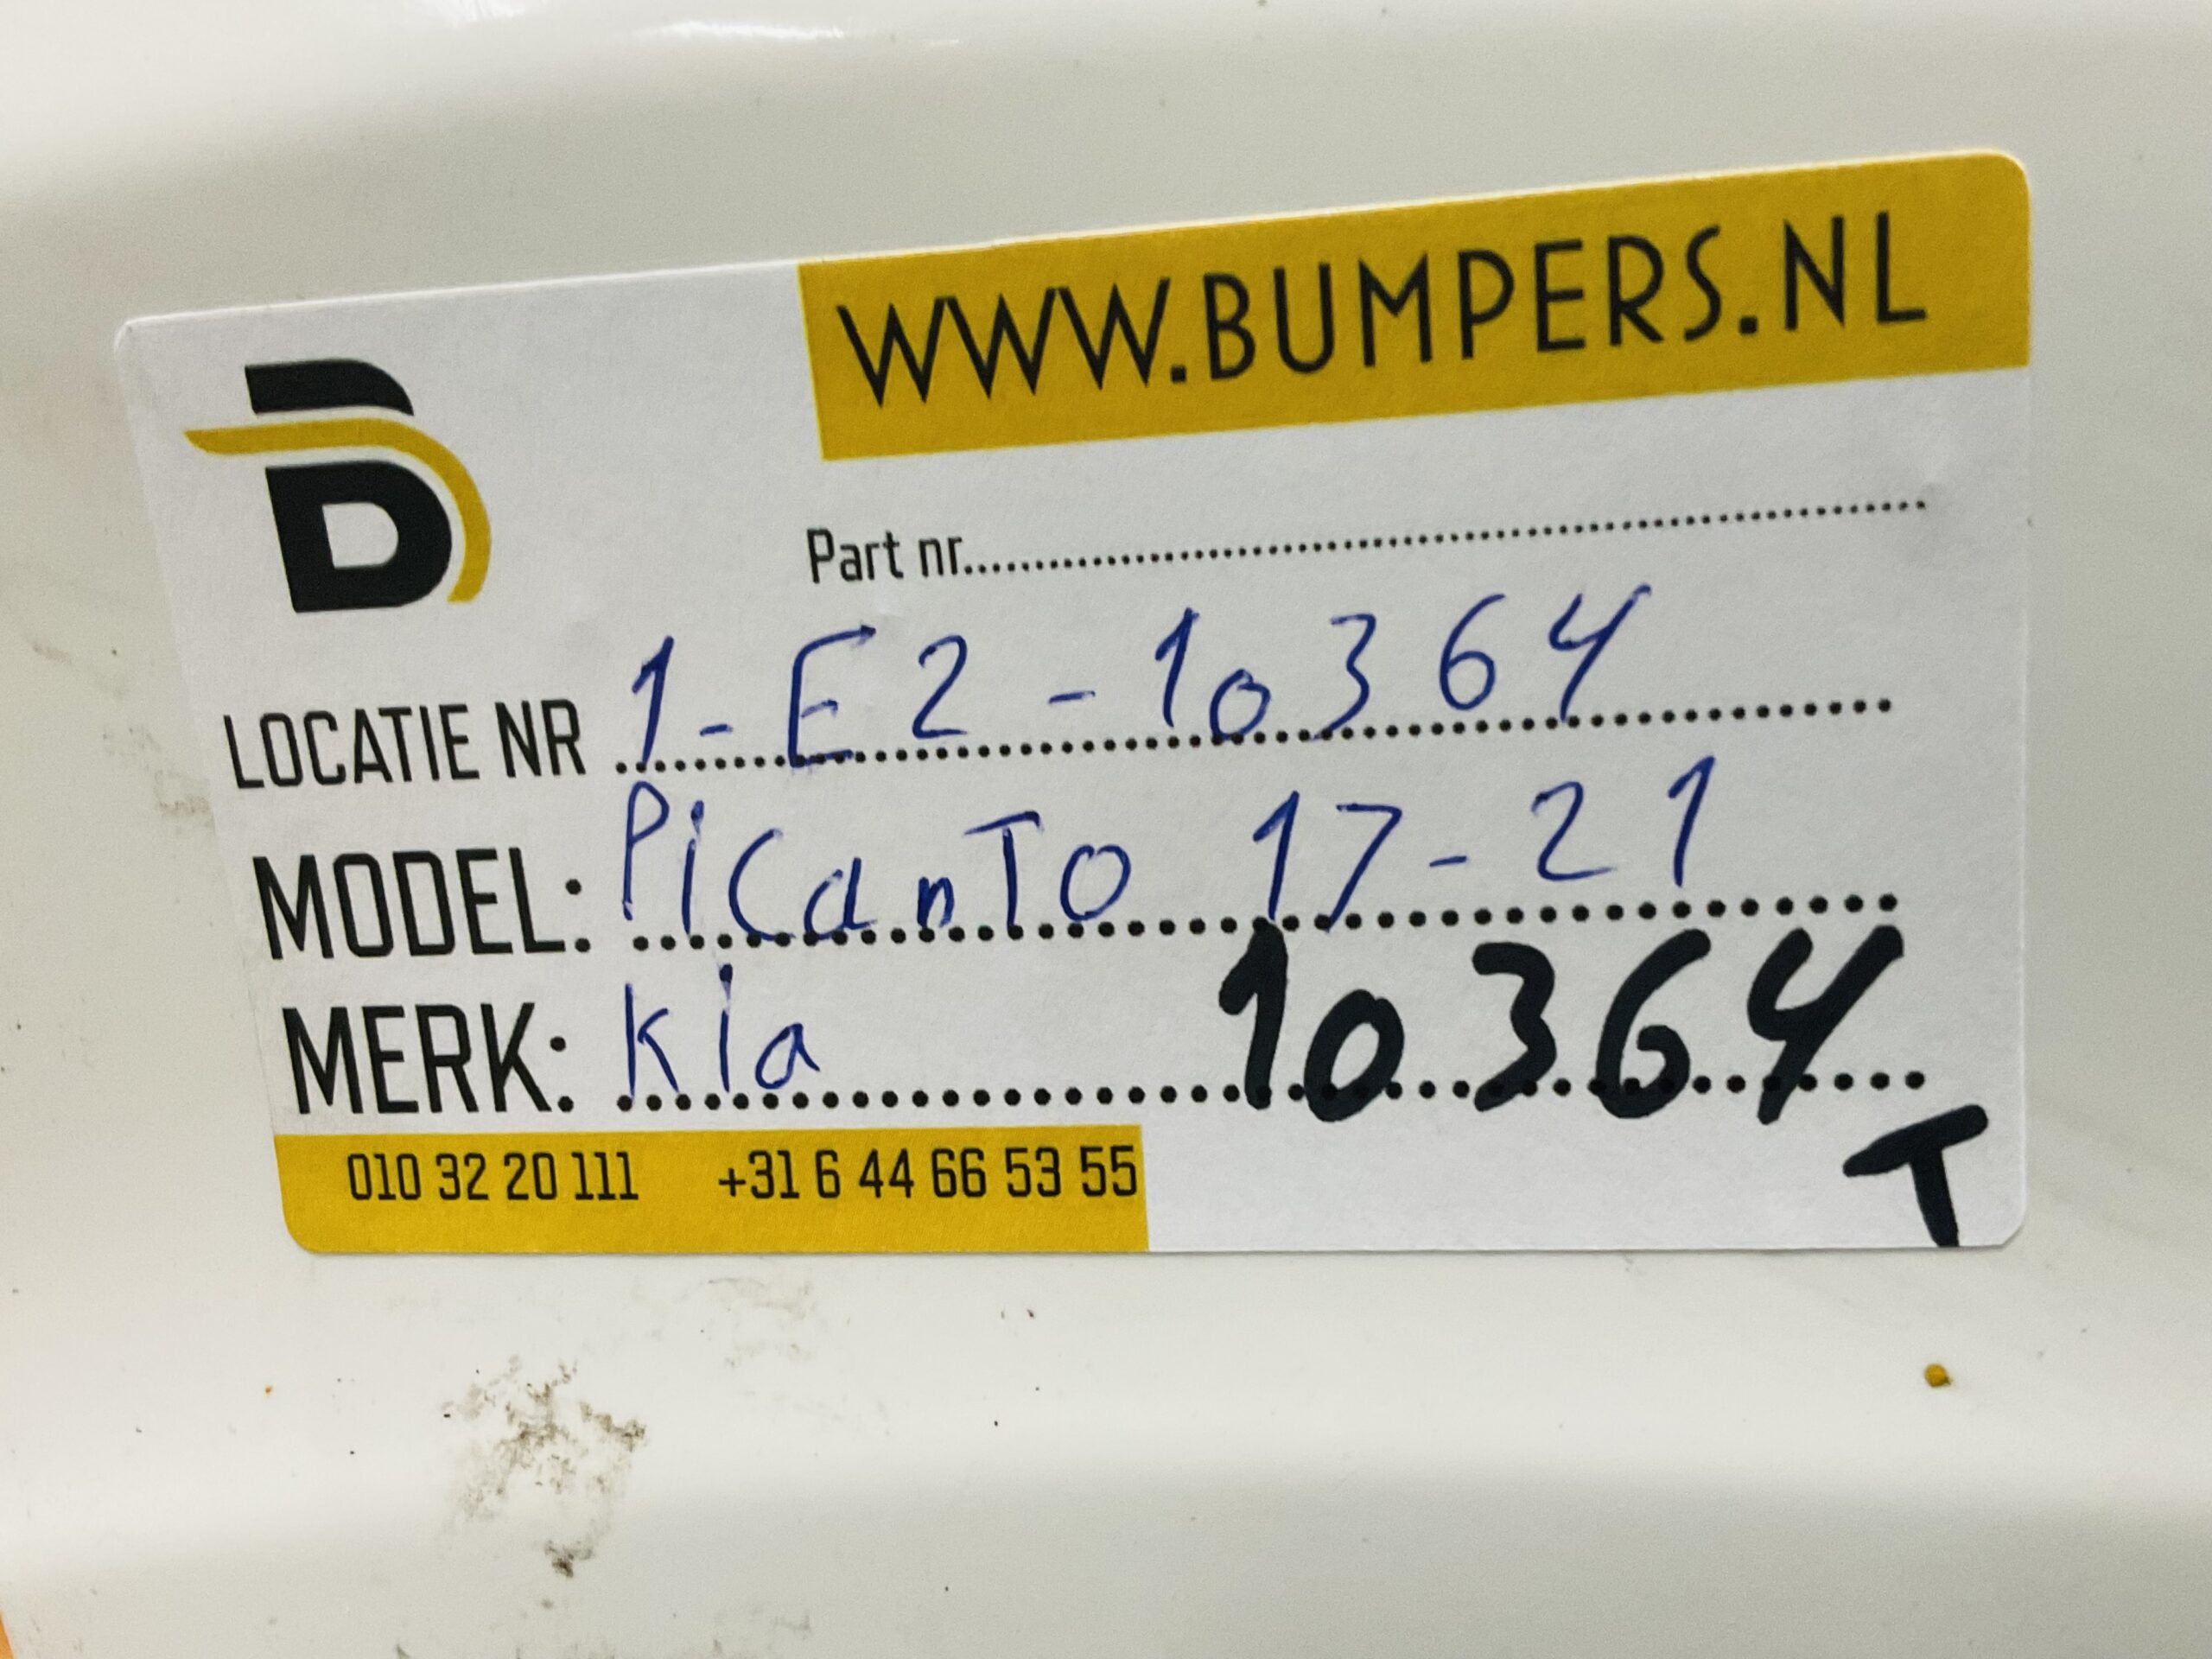 WWW.BUMPERS.NL
Part nr...............................................................
LOCATIE NR 1-E2-10364
MODEL: PiCanTo 17-21
MERK: kia 10364
T
010 32 20 111 +31 6 44 66 53 55